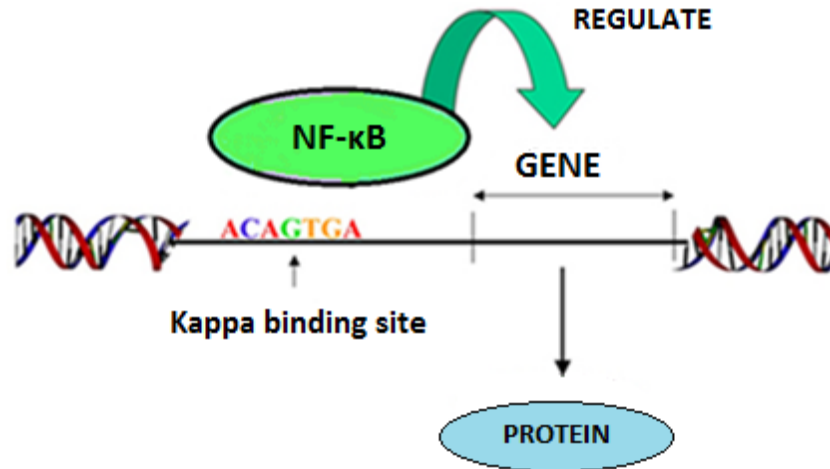 REGULATE
NF-κB
GENE
ACAGTGA
Kappa binding site
PROTEIN